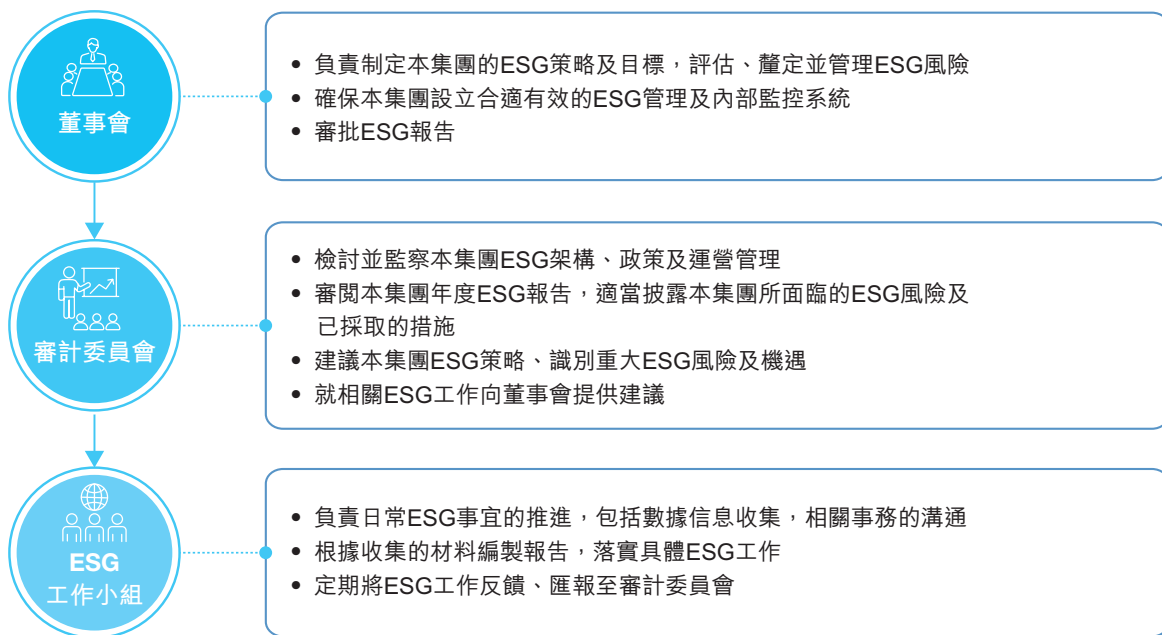 董事會
• 負責制定本集團的ESG策略及目標，評估、釐定並管理ESG風險
• 確保本集團設立合適有效的ESG管理及內部監控系統
• 審批ESG報告
審計委員會
• 檢討並監察本集團ESG架構、政策及運營管理
• 審閱本集團年度ESG報告，適當披露本集團所面臨的ESG風險及
已採取的措施
• 建議本集團ESG策略、識別重大ESG風險及機遇
• 就相關ESG工作向董事會提供建議
ESG
工作小組
• 負責日常ESG事宜的推進，包括數據信息收集，相關事務的溝通
• 根據收集的材料編製報告，落實具體ESG工作
• 定期將ESG工作反饋、匯報至審計委員會